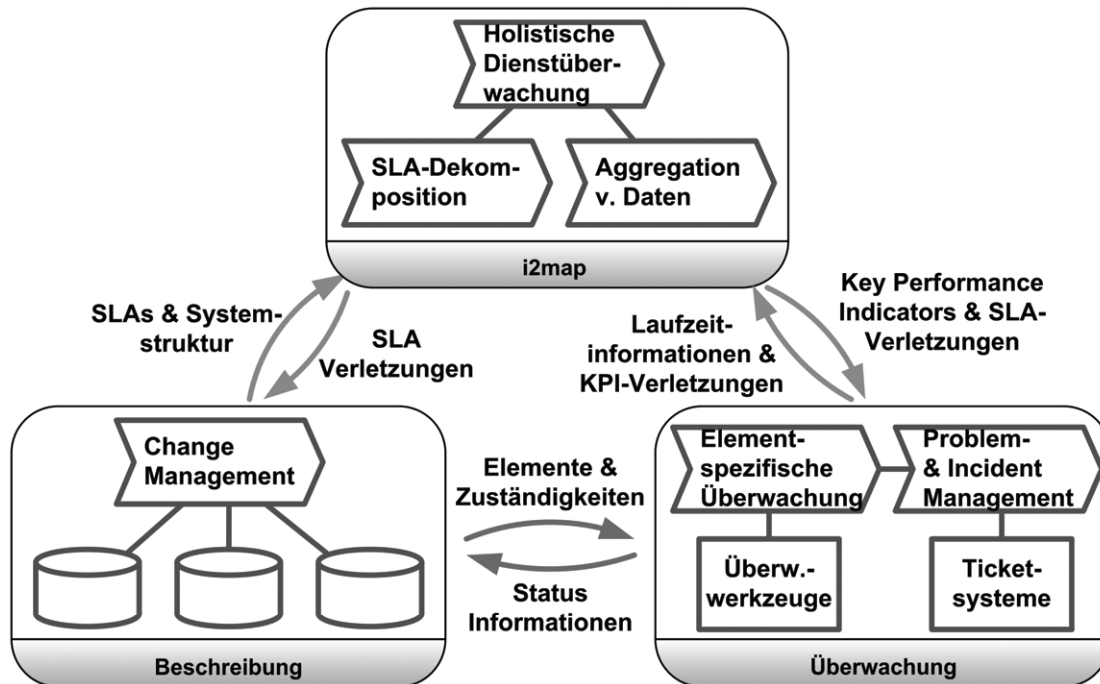 Holistische
Dienstüber-
wachung
SLA-Dekom-
position
Aggregation
v. Daten
i2map
SLAs & System-
struktur
SLA
Verletzungen
Laufzeit-
informationen &
KPI-Verletzungen
Key Performance
Indicators & SLA-
Verletzungen
Change
Management
Beschreibung
Elemente &
Zuständigkeiten
Status
Informationen
Element-
spezifische
Überwachung
Problem-
& Incident
Management
Überw.-
werkzeuge
Ticket-
systeme
Überwachung